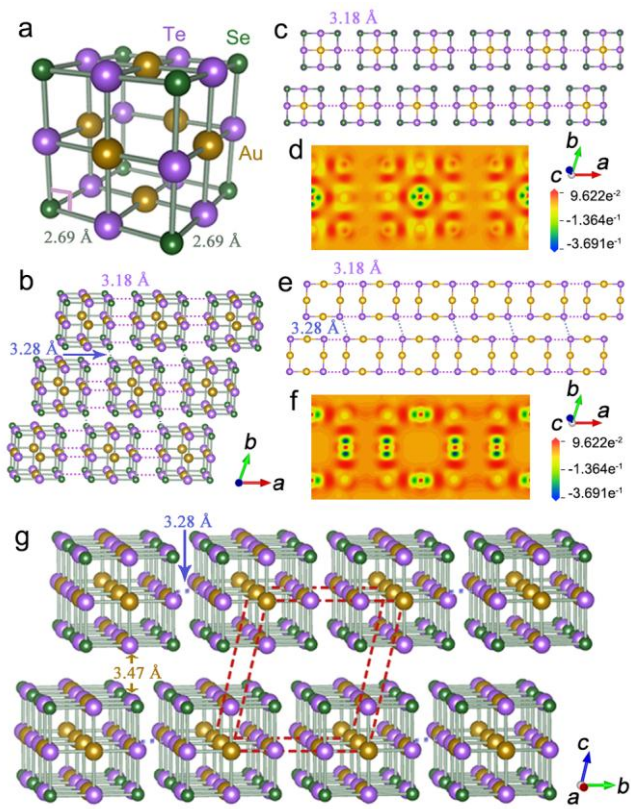 a
Te
Se
Au
2.69 Å
2.69 Å
b
3.18 Å
3.28 Å
b
a
c
3.18 Å
d
b
c
a
9.622e-2
-1.364e-1
-3.691e-1
e
3.18 Å
3.28 Å
f
b
c
a
9.622e-2
-1.364e-1
-3.691e-1
g
3.28 Å
3.47 Å
c
a
b